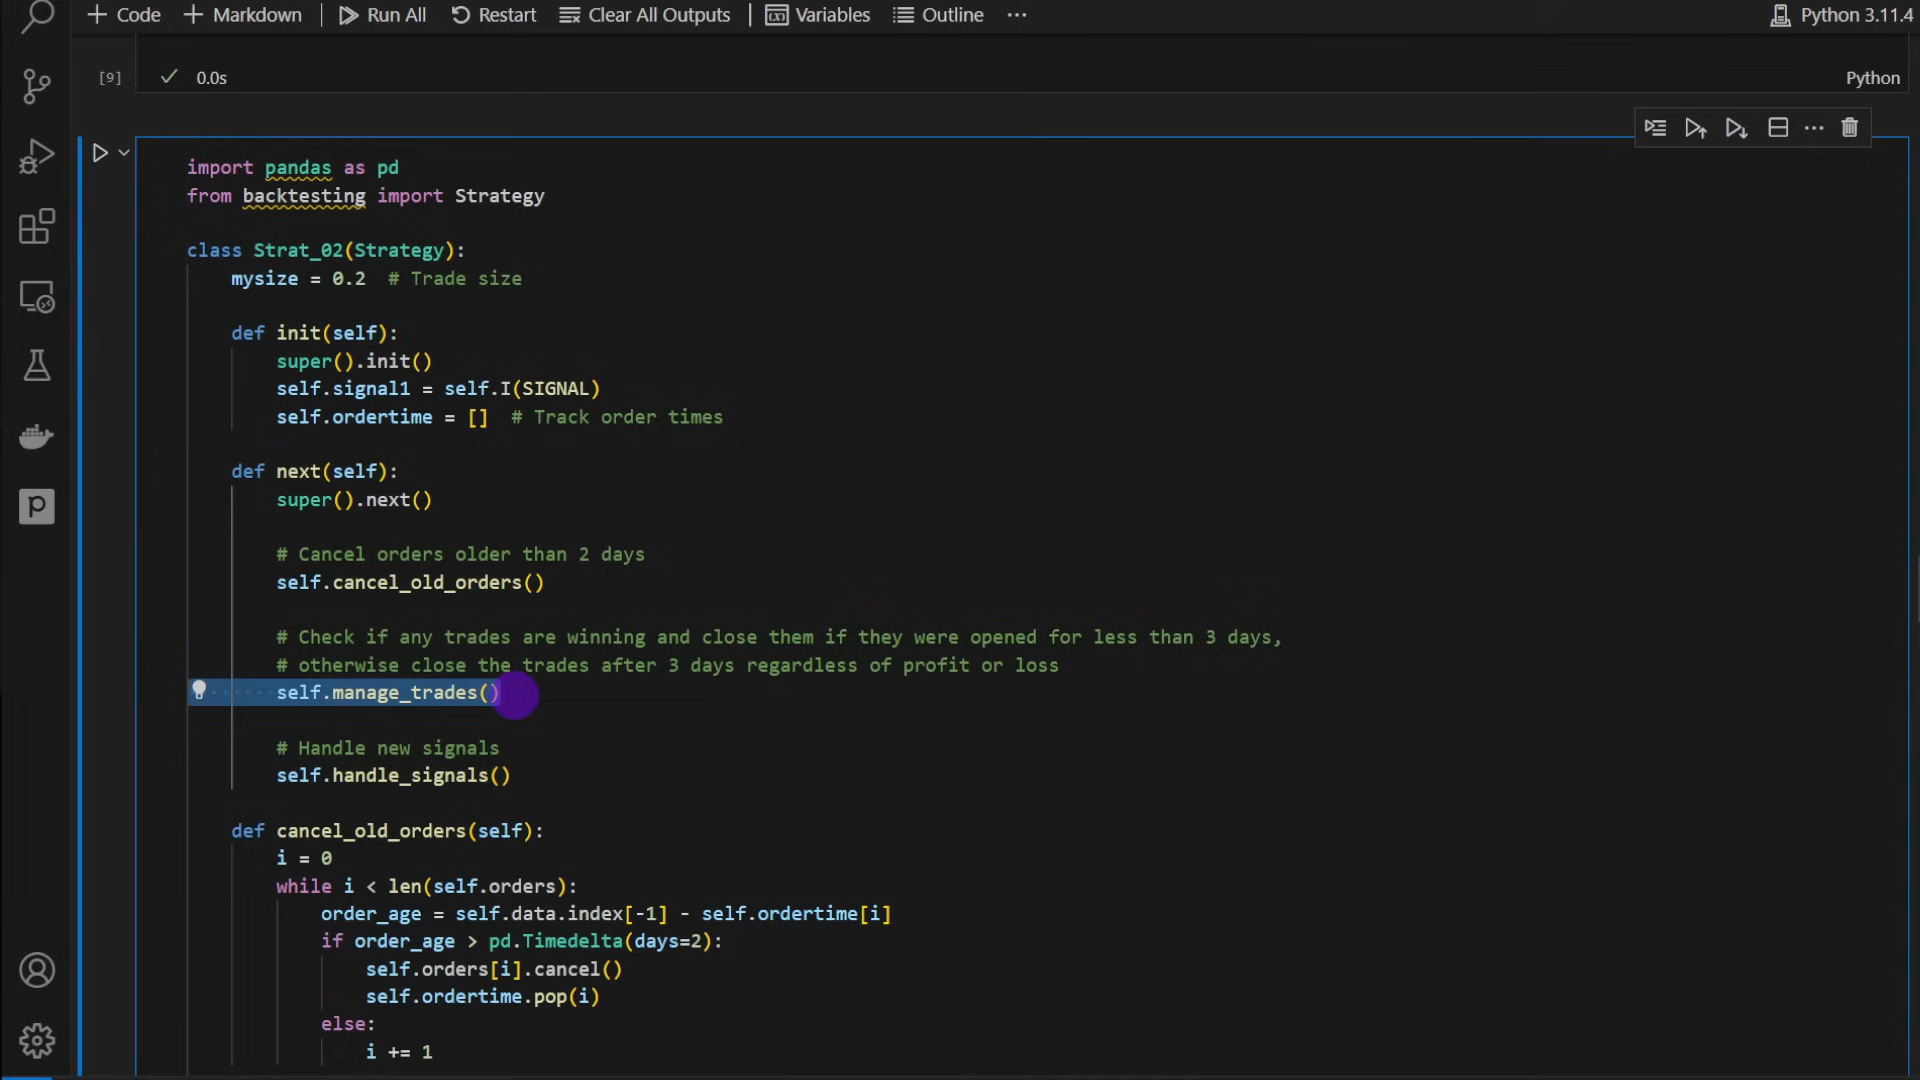 Code Markdown Run All Restart Clear All Outputs Variables Outline ··· Python 3.11.4
[9] 0.0s Python
import pandas as pd
from backtesting import Strategy
class Strat_02(Strategy):
mysize = 0.2 # Trade size
def init(self):
super().init()
self.signal1 = self.I(SIGNAL)
self.ordertime = [] # Track order times
def next(self):
super().next()
# Cancel orders older than 2 days
self.cancel_old_orders()
# Check if any trades are winning and close them if they were opened for less than 3 days,
# otherwise close the trades after 3 days regardless of profit or loss
self.manage_trades()
# Handle new signals
self.handle_signals()
def cancel_old_orders(self):
i = 0
while i < len(self.orders):
order_age = self.data.index[-1] - self.ordertime[i]
if order_age > pd.Timedelta(days=2):
self.orders[i].cancel()
self.ordertime.pop(i)
else:
i += 1